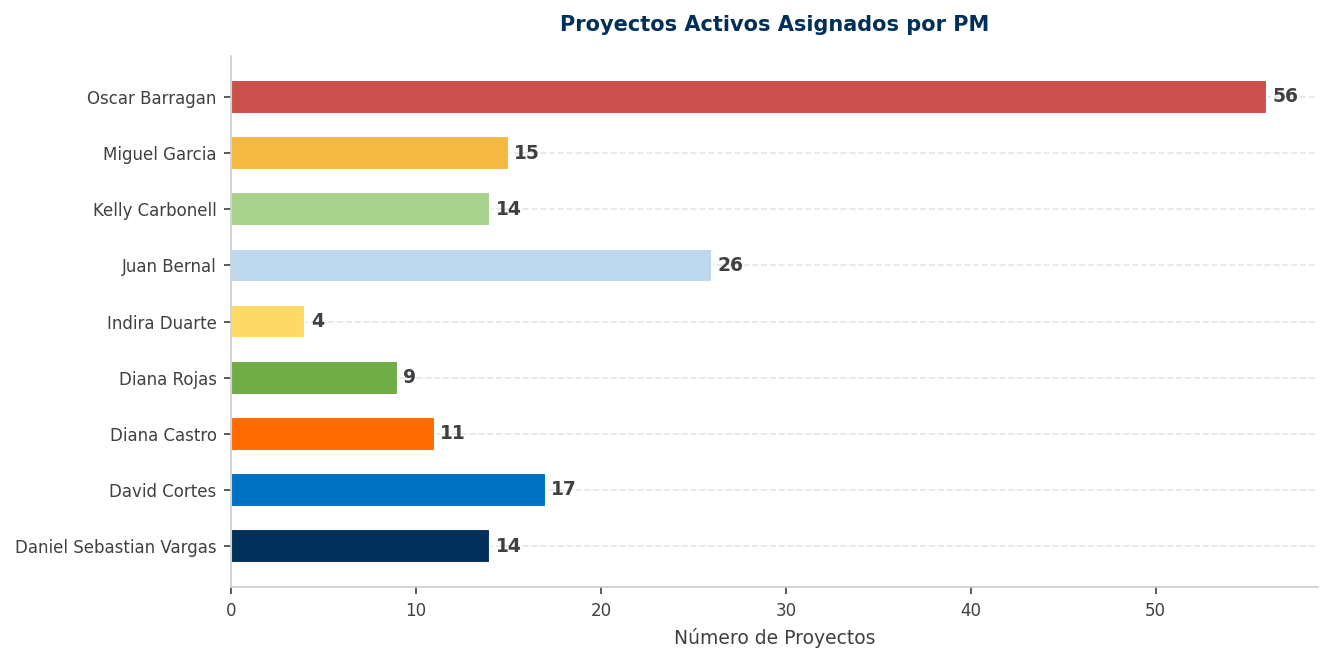 Proyectos Activos Asignados por PM
Oscar Barragan 56
Miguel Garcia 15
Kelly Carbonell 14
Juan Bernal 26
Indira Duarte 4
Diana Rojas 9
Diana Castro 11
David Cortes 17
Daniel Sebastian Vargas 14
0 10 20 30 40 50
Número de Proyectos